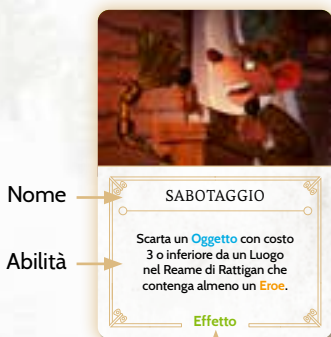 Nome
SABOTAGGIO
Abilità
Scarta un Oggetto con costo
3 o inferiore da un Luogo
nel Reame di Rattigan che
contenga almeno un Eroe.
Effetto